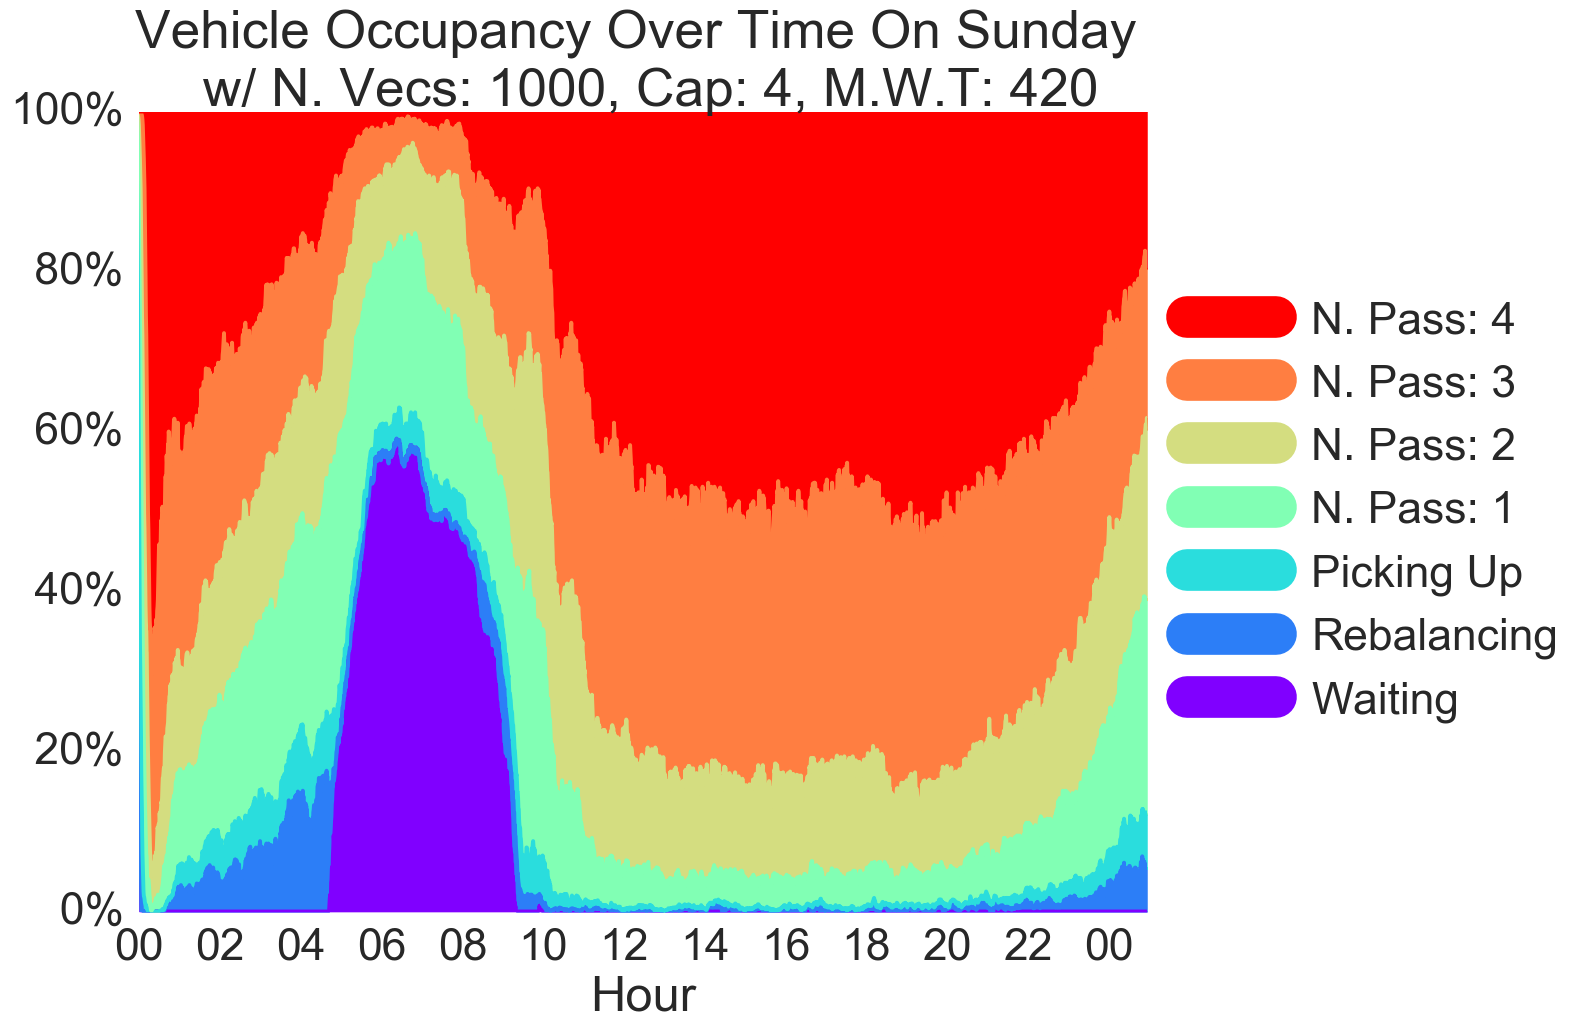 Vehicle Occupancy Over Time On Sunday
w/ N. Vecs: 1000, Cap: 4, M.W.T: 420
100%
80%
60%
40%
20%
0%
00 02 04 06 08 10 12 14 16 18 20 22 00
Hour
N. Pass: 4
N. Pass: 3
N. Pass: 2
N. Pass: 1
Picking Up
Rebalancing
Waiting